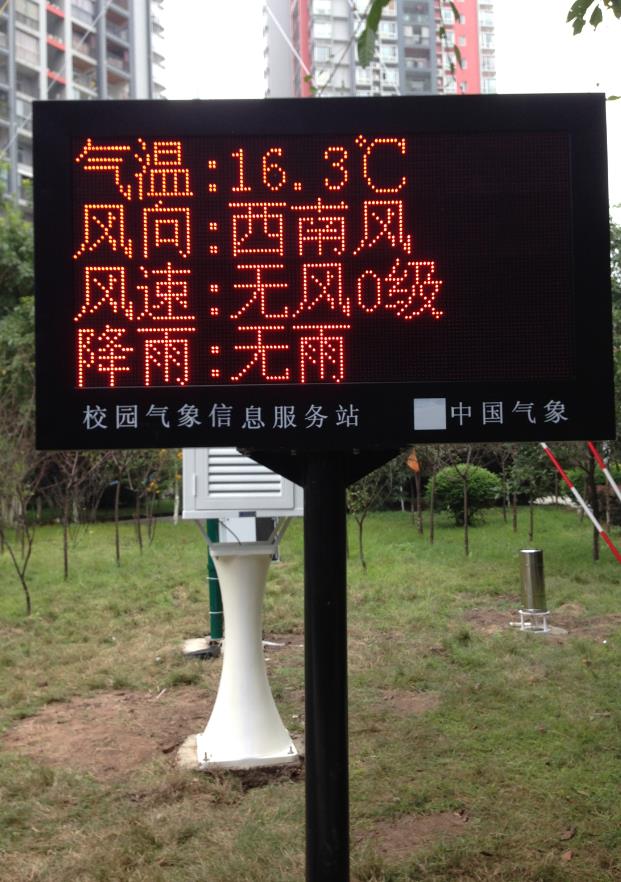 气温:16.3℃
风向:西南风
风速:无风0级
降雨:无雨
校园气象信息服务站 中国气象